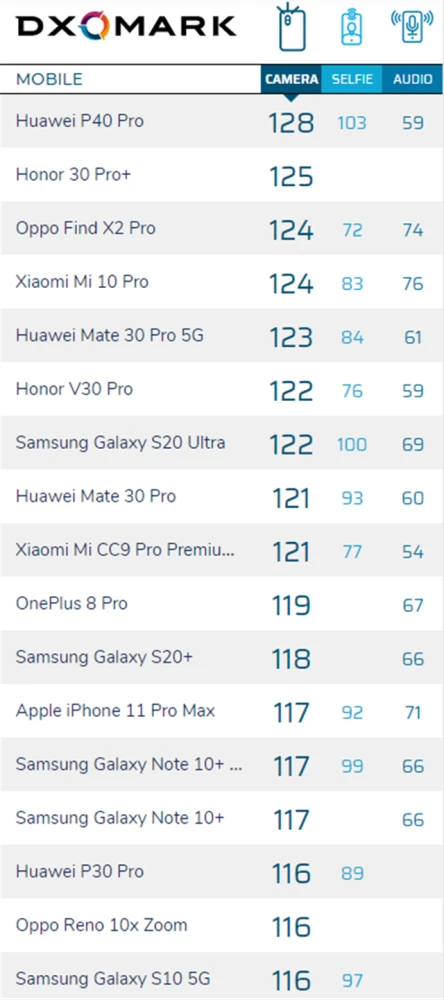 DXOMARK
MOBILE CAMERA SELFIE AUDIO
Huawei P40 Pro 128 103 59
Honor 30 Pro+ 125
Oppo Find X2 Pro 124 72 74
Xiaomi Mi 10 Pro 124 83 76
Huawei Mate 30 Pro 5G 123 84 61
Honor V30 Pro 122 76 59
Samsung Galaxy S20 Ultra 122 100 69
Huawei Mate 30 Pro 121 93 60
Xiaomi Mi CC9 Pro Premiu... 121 77 54
OnePlus 8 Pro 119 67
Samsung Galaxy S20+ 118 66
Apple iPhone 11 Pro Max 117 92 71
Samsung Galaxy Note 10+ ... 117 99 66
Samsung Galaxy Note 10+ 117 66
Huawei P30 Pro 116 89
Oppo Reno 10x Zoom 116
Samsung Galaxy S10 5G 116 97